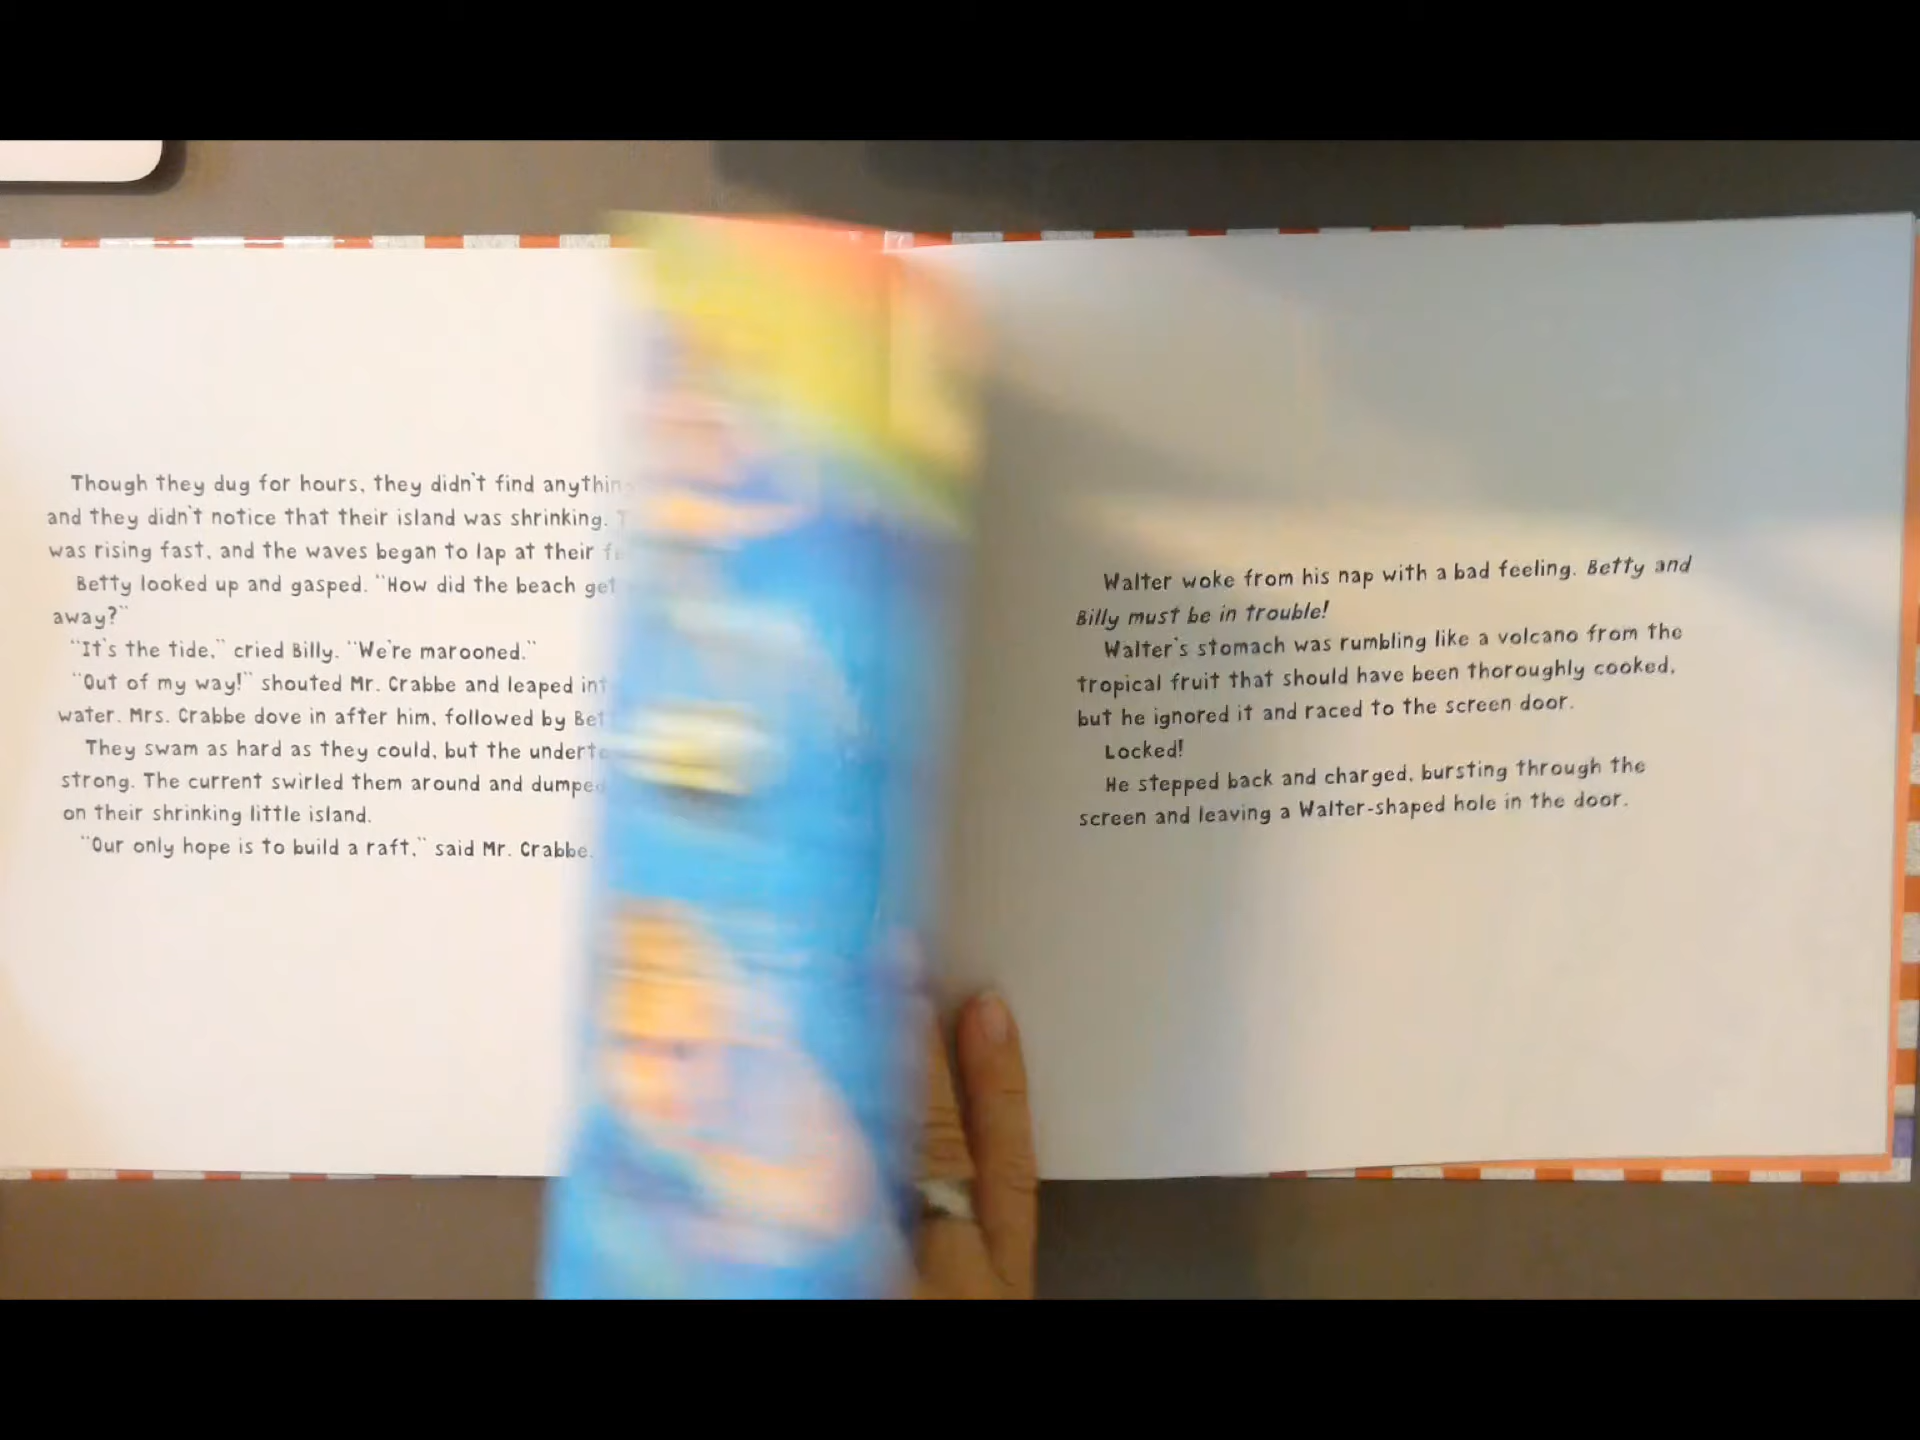 Though they dug for hours, they didn't find
and they didn't notice that their island was shrinking.
was rising fast, and the waves began to lap at their
Betty looked up and gasped. "How did the beach get
away?"
"It's the tide," cried Billy. "We're marooned."
"Out of my way!" shouted Mr. Crabbe and leaped
water. Mrs. Crabbe dove in after him, followed by
They swam as hard as they could, but the
strong. The current swirled them around and dumped
on their shrinking little island.
"Our only hope is to build a raft," said Mr. Crabbe.
Walter woke from his nap with a bad feeling. Betty and
Billy must be in trouble!
Walter's stomach was rumbling like a volcano from the
tropical fruit that should have been thoroughly cooked,
but he ignored it and raced to the screen door.
Locked!
He stepped back and charged, bursting through the
screen and leaving a Walter-shaped hole in the door.